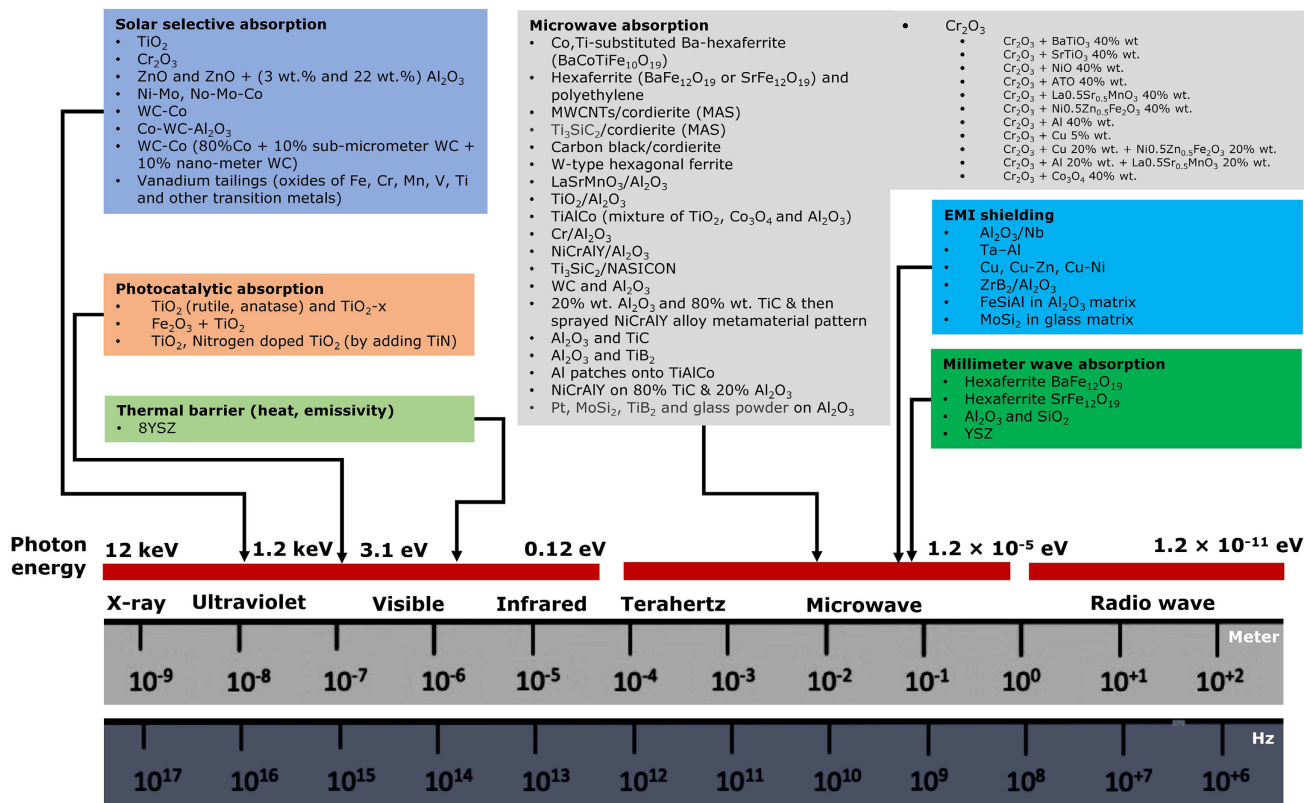 Solar selective absorption
• TiO₂
• Cr₂O₃
• ZnO and ZnO + (3 wt.% and 22 wt.%) Al₂O₃
• Ni-Mo, No-Mo-Co
• WC-Co
• Co-WC-Al₂O₃
• WC-Co (80%Co + 10% sub-micrometer WC +
10% nano-meter WC)
• Vanadium tailings (oxides of Fe, Cr, Mn, V, Ti
and other transition metals)
Photocatalytic absorption
• TiO₂ (rutile, anatase) and TiO₂-x
• Fe₂O₃ + TiO₂
• TiO₂, Nitrogen doped TiO₂ (by adding TiN)
Thermal barrier (heat, emissivity)
• 8YSZ
Microwave absorption
• Co,Ti-substituted Ba-hexaferrite
(BaCoTiFe₁₀O₁₉)
• Hexaferrite (BaFe₁₂O₁₉ or SrFe₁₂O₁₉) and
polyethylene
• MWCNTs/cordierite (MAS)
• Ti₃SiC₂/cordierite (MAS)
• Carbon black/cordierite
• W-type hexagonal ferrite
• LaSrMnO₃/Al₂O₃
• TiO₂/Al₂O₃
• TiAlCo (mixture of TiO₂, Co₃O₄ and Al₂O₃)
• Cr/Al₂O₃
• NiCrAlY/Al₂O₃
• Ti₃SiC₂/NASICON
• WC and Al₂O₃
• 20% wt. Al₂O₃ and 80% wt. TiC & then
sprayed NiCrAlY alloy metamaterial pattern
• Al₂O₃ and TiC
• Al₂O₃ and TiB₂
• Al patches onto TiAlCo
• NiCrAlY on 80% TiC & 20% Al₂O₃
• Pt, MoSi₂, TiB₂ and glass powder on Al₂O₃
• Cr₂O₃
• Cr₂O₃ + BaTiO₃ 40% wt
• Cr₂O₃ + SrTiO₃ 40% wt.
• Cr₂O₃ + NiO 40% wt.
• Cr₂O₃ + ATO 40% wt.
• Cr₂O₃ + La0.5Sr₀.₅MnO₃ 40% wt.
• Cr₂O₃ + Ni0.5Zn₀.₅Fe₂O₃ 40% wt.
• Cr₂O₃ + Al 40% wt.
• Cr₂O₃ + Cu 5% wt.
• Cr₂O₃ + Cu 20% wt. + Ni0.5Zn₀.₅Fe₂O₃ 20% wt.
• Cr₂O₃ + Al 20% wt. + La0.5Sr₀.₅MnO₃ 20% wt.
• Cr₂O₃ + Co₃O₄ 40% wt.
EMI shielding
• Al₂O₃/Nb
• Ta–Al
• Cu, Cu-Zn, Cu-Ni
• ZrB₂/Al₂O₃
• FeSiAl in Al₂O₃ matrix
• MoSi₂ in glass matrix
Millimeter wave absorption
• Hexaferrite BaFe₁₂O₁₉
• Hexaferrite SrFe₁₂O₁₉
• Al₂O₃ and SiO₂
• YSZ
Photon
energy
12 keV 1.2 keV 3.1 eV 0.12 eV 1.2 × 10⁻⁵ eV 1.2 × 10⁻¹¹ eV
X-ray Ultraviolet Visible Infrared Terahertz Microwave Radio wave
Meter
10⁻⁹ 10⁻⁸ 10⁻⁷ 10⁻⁶ 10⁻⁵ 10⁻⁴ 10⁻³ 10⁻² 10⁻¹ 10⁰ 10⁺¹ 10⁺²
Hz
10¹⁷ 10¹⁶ 10¹⁵ 10¹⁴ 10¹³ 10¹² 10¹¹ 10¹⁰ 10⁹ 10⁸ 10⁺⁷ 10⁺⁶